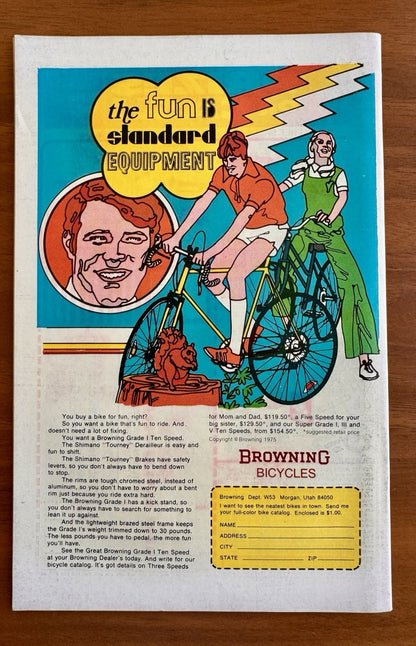 the fun IS
standard
EQUIPMENT
You buy a bike for fun, right?
So you want a bike that's fun to ride. And
doesn't need a lot of fixing.
You want a Browning Grade I Ten Speed.
The Shimano "Tourney" Derailleur is easy and
fun to shift.
The Shimano "Tourney" Brakes have safety
levers, so you don't always have to bend down
to stop.
The rims are tough chromed steel, instead of
aluminum, so you don't have to worry about a bent
rim just because you ride extra hard.
The Browning Grade I has a kick stand, so
you don't always have to search for something to
lean it up against.
And the lightweight brazed steel frame keeps
the Grade I's weight trimmed down to 30 pounds.
The less pounds you have to pedal, the more fun
you'll have.
See the Great Browning Grade I Ten Speed
at your Browning Dealer's today. And write for our
bicycle catalog. It's got details on Three Speeds
for Mom and Dad, $119.50*, a Five Speed for your
big sister, $129.50*, and our Super Grade I, III and
V Ten Speeds, from $154.50*. *suggested retail price
Copyright © Browning 1975
BROWNING
BICYCLES
Browning Dept. W53 Morgan, Utah 84050
I want to see the neatest bikes in town. Send me
your full-color bike catalog. Enclosed is $1.00.
NAME
ADDRESS
CITY
STATE ZIP